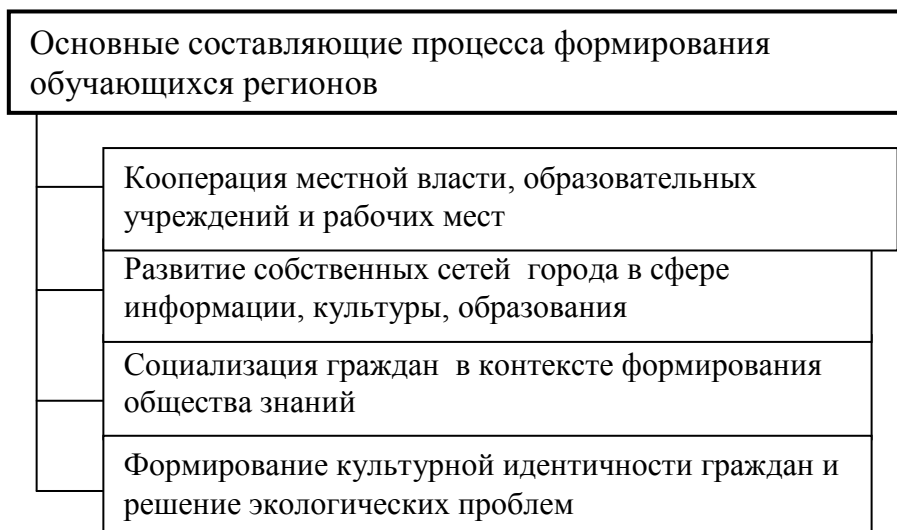 Основные составляющие процесса формирования
обучающихся регионов
Кооперация местной власти, образовательных
учреждений и рабочих мест
Развитие собственных сетей города в сфере
информации, культуры, образования
Социализация граждан в контексте формирования
общества знаний
Формирование культурной идентичности граждан и
решение экологических проблем